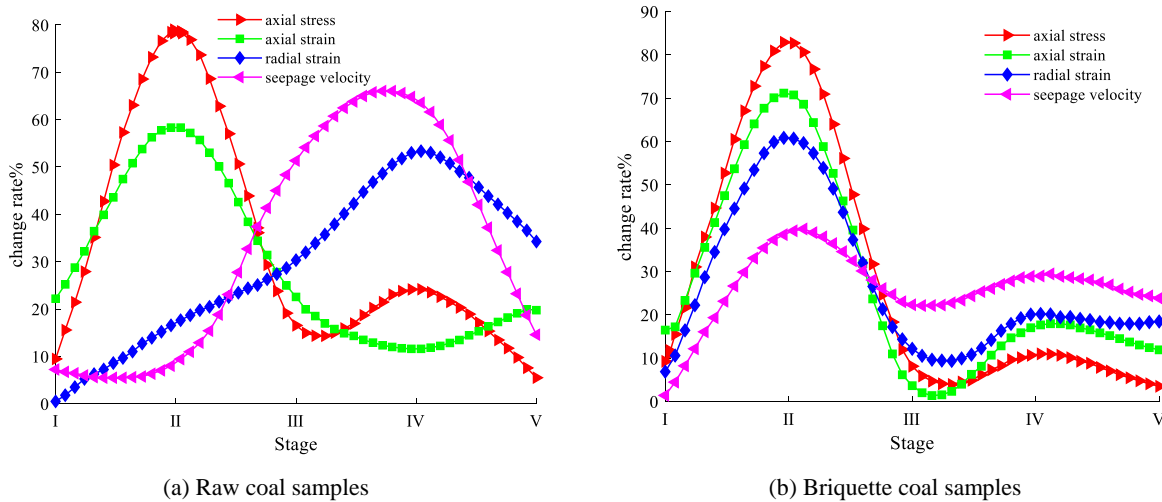 axial stress
axial strain
radial strain
seepage velocity
80
70
60
50
40
30
20
10
0
change rate%
I II III IV V
Stage
(a) Raw coal samples
axial stress
axial strain
radial strain
seepage velocity
90
80
70
60
50
40
30
20
10
0
change rate%
I II III IV V
Stage
(b) Briquette coal samples